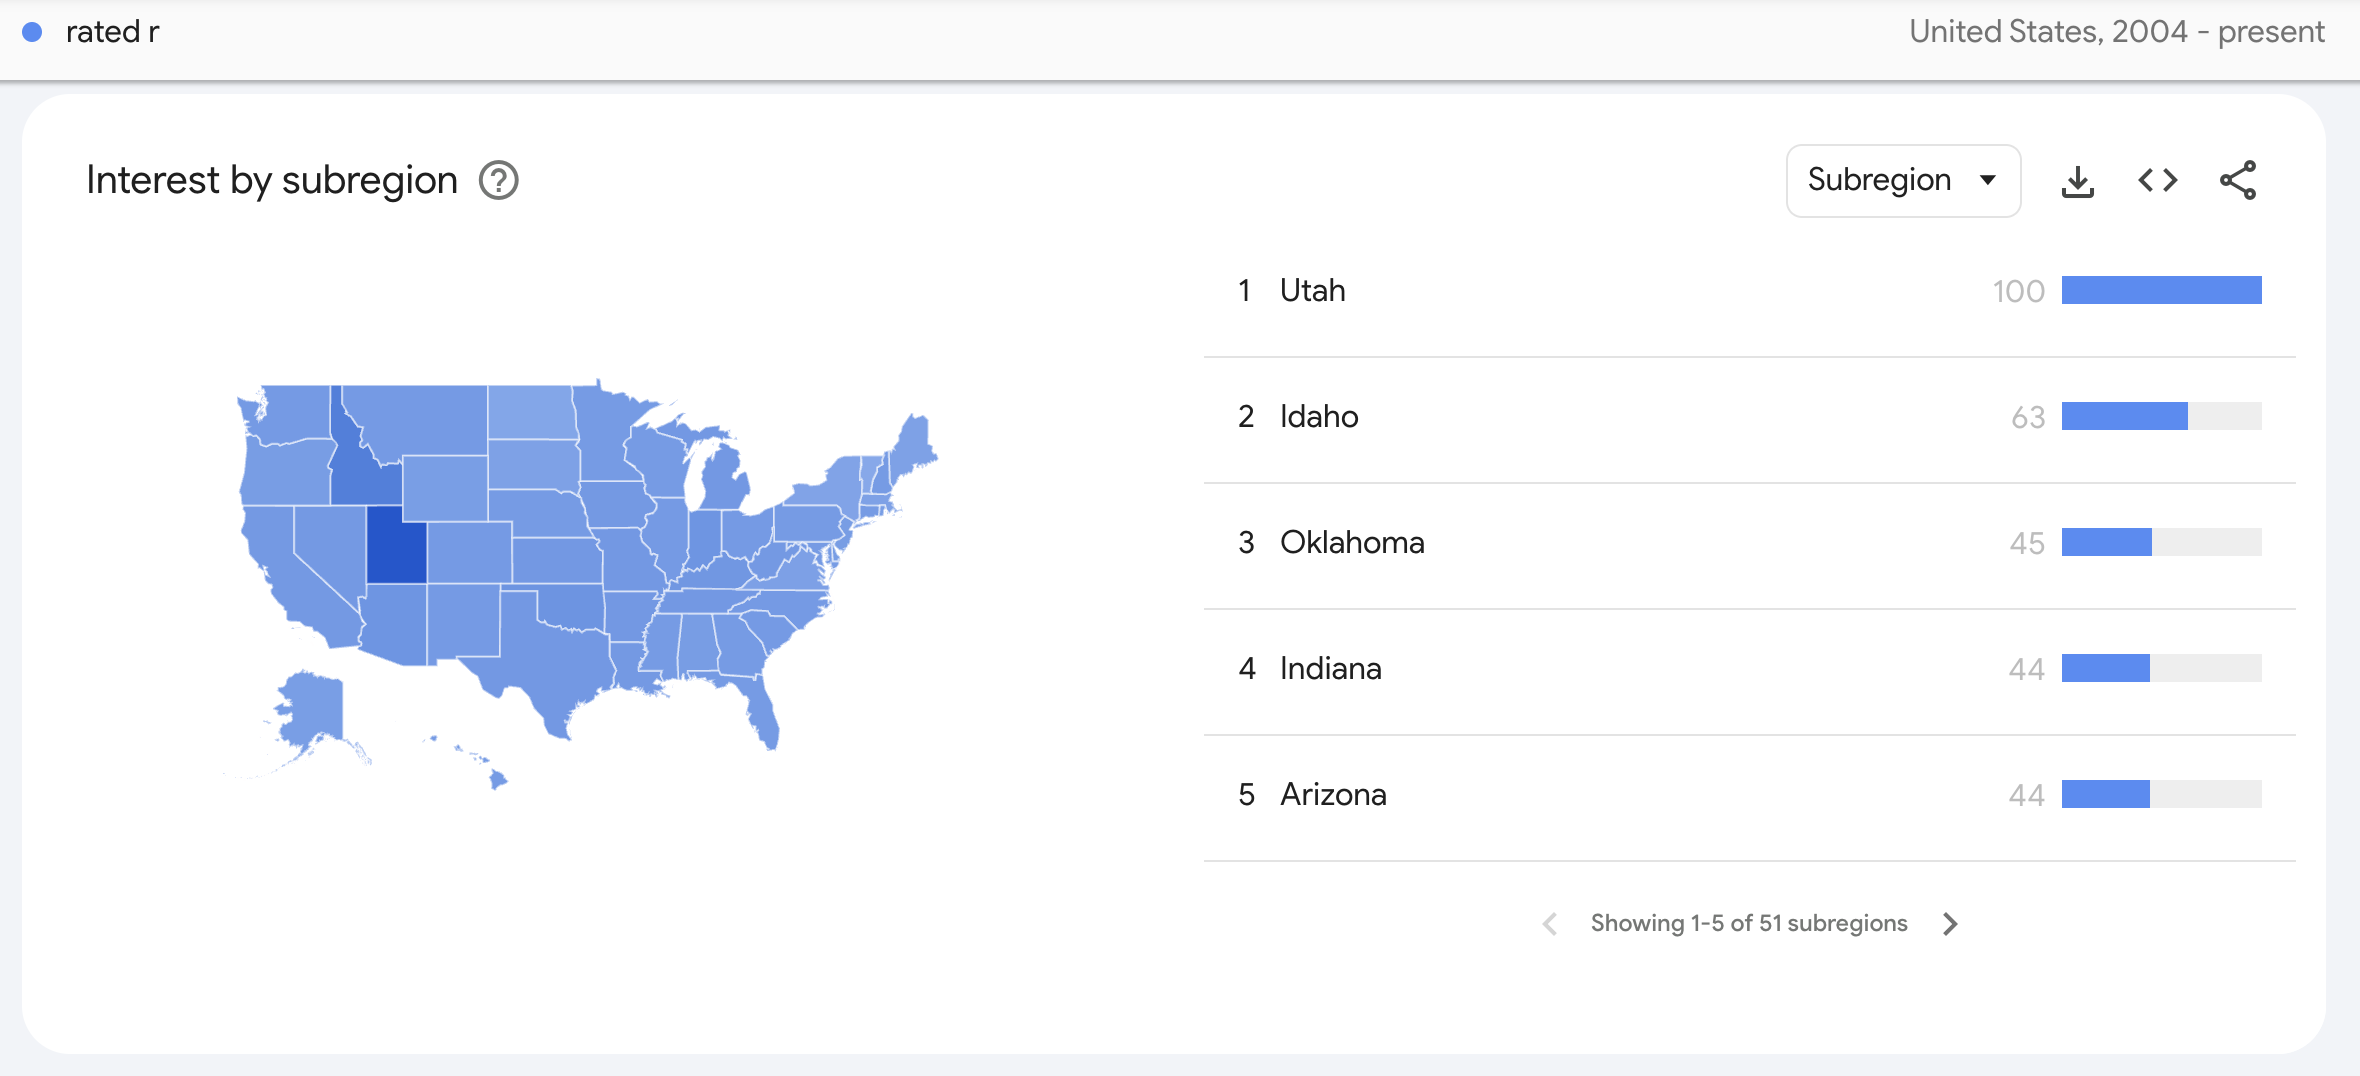 rated r
United States, 2004 - present
Interest by subregion
Subregion
1 Utah 100
2 Idaho 63
3 Oklahoma 45
4 Indiana 44
5 Arizona 44
Showing 1-5 of 51 subregions